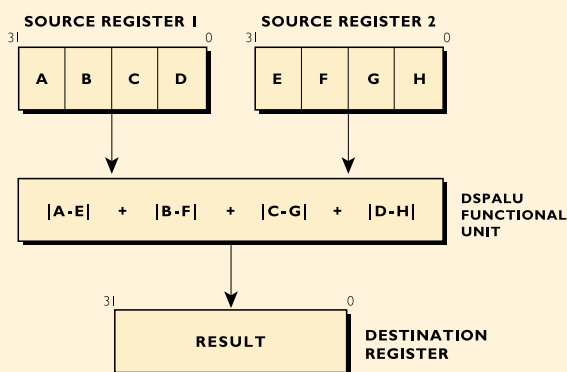 SOURCE REGISTER 1
SOURCE REGISTER 2
31
0
31
0
A
B
C
D
E
F
G
H
|A-E| + |B-F| + |C-G| + |D-H|
DSPALU
FUNCTIONAL
UNIT
31
0
RESULT
DESTINATION
REGISTER